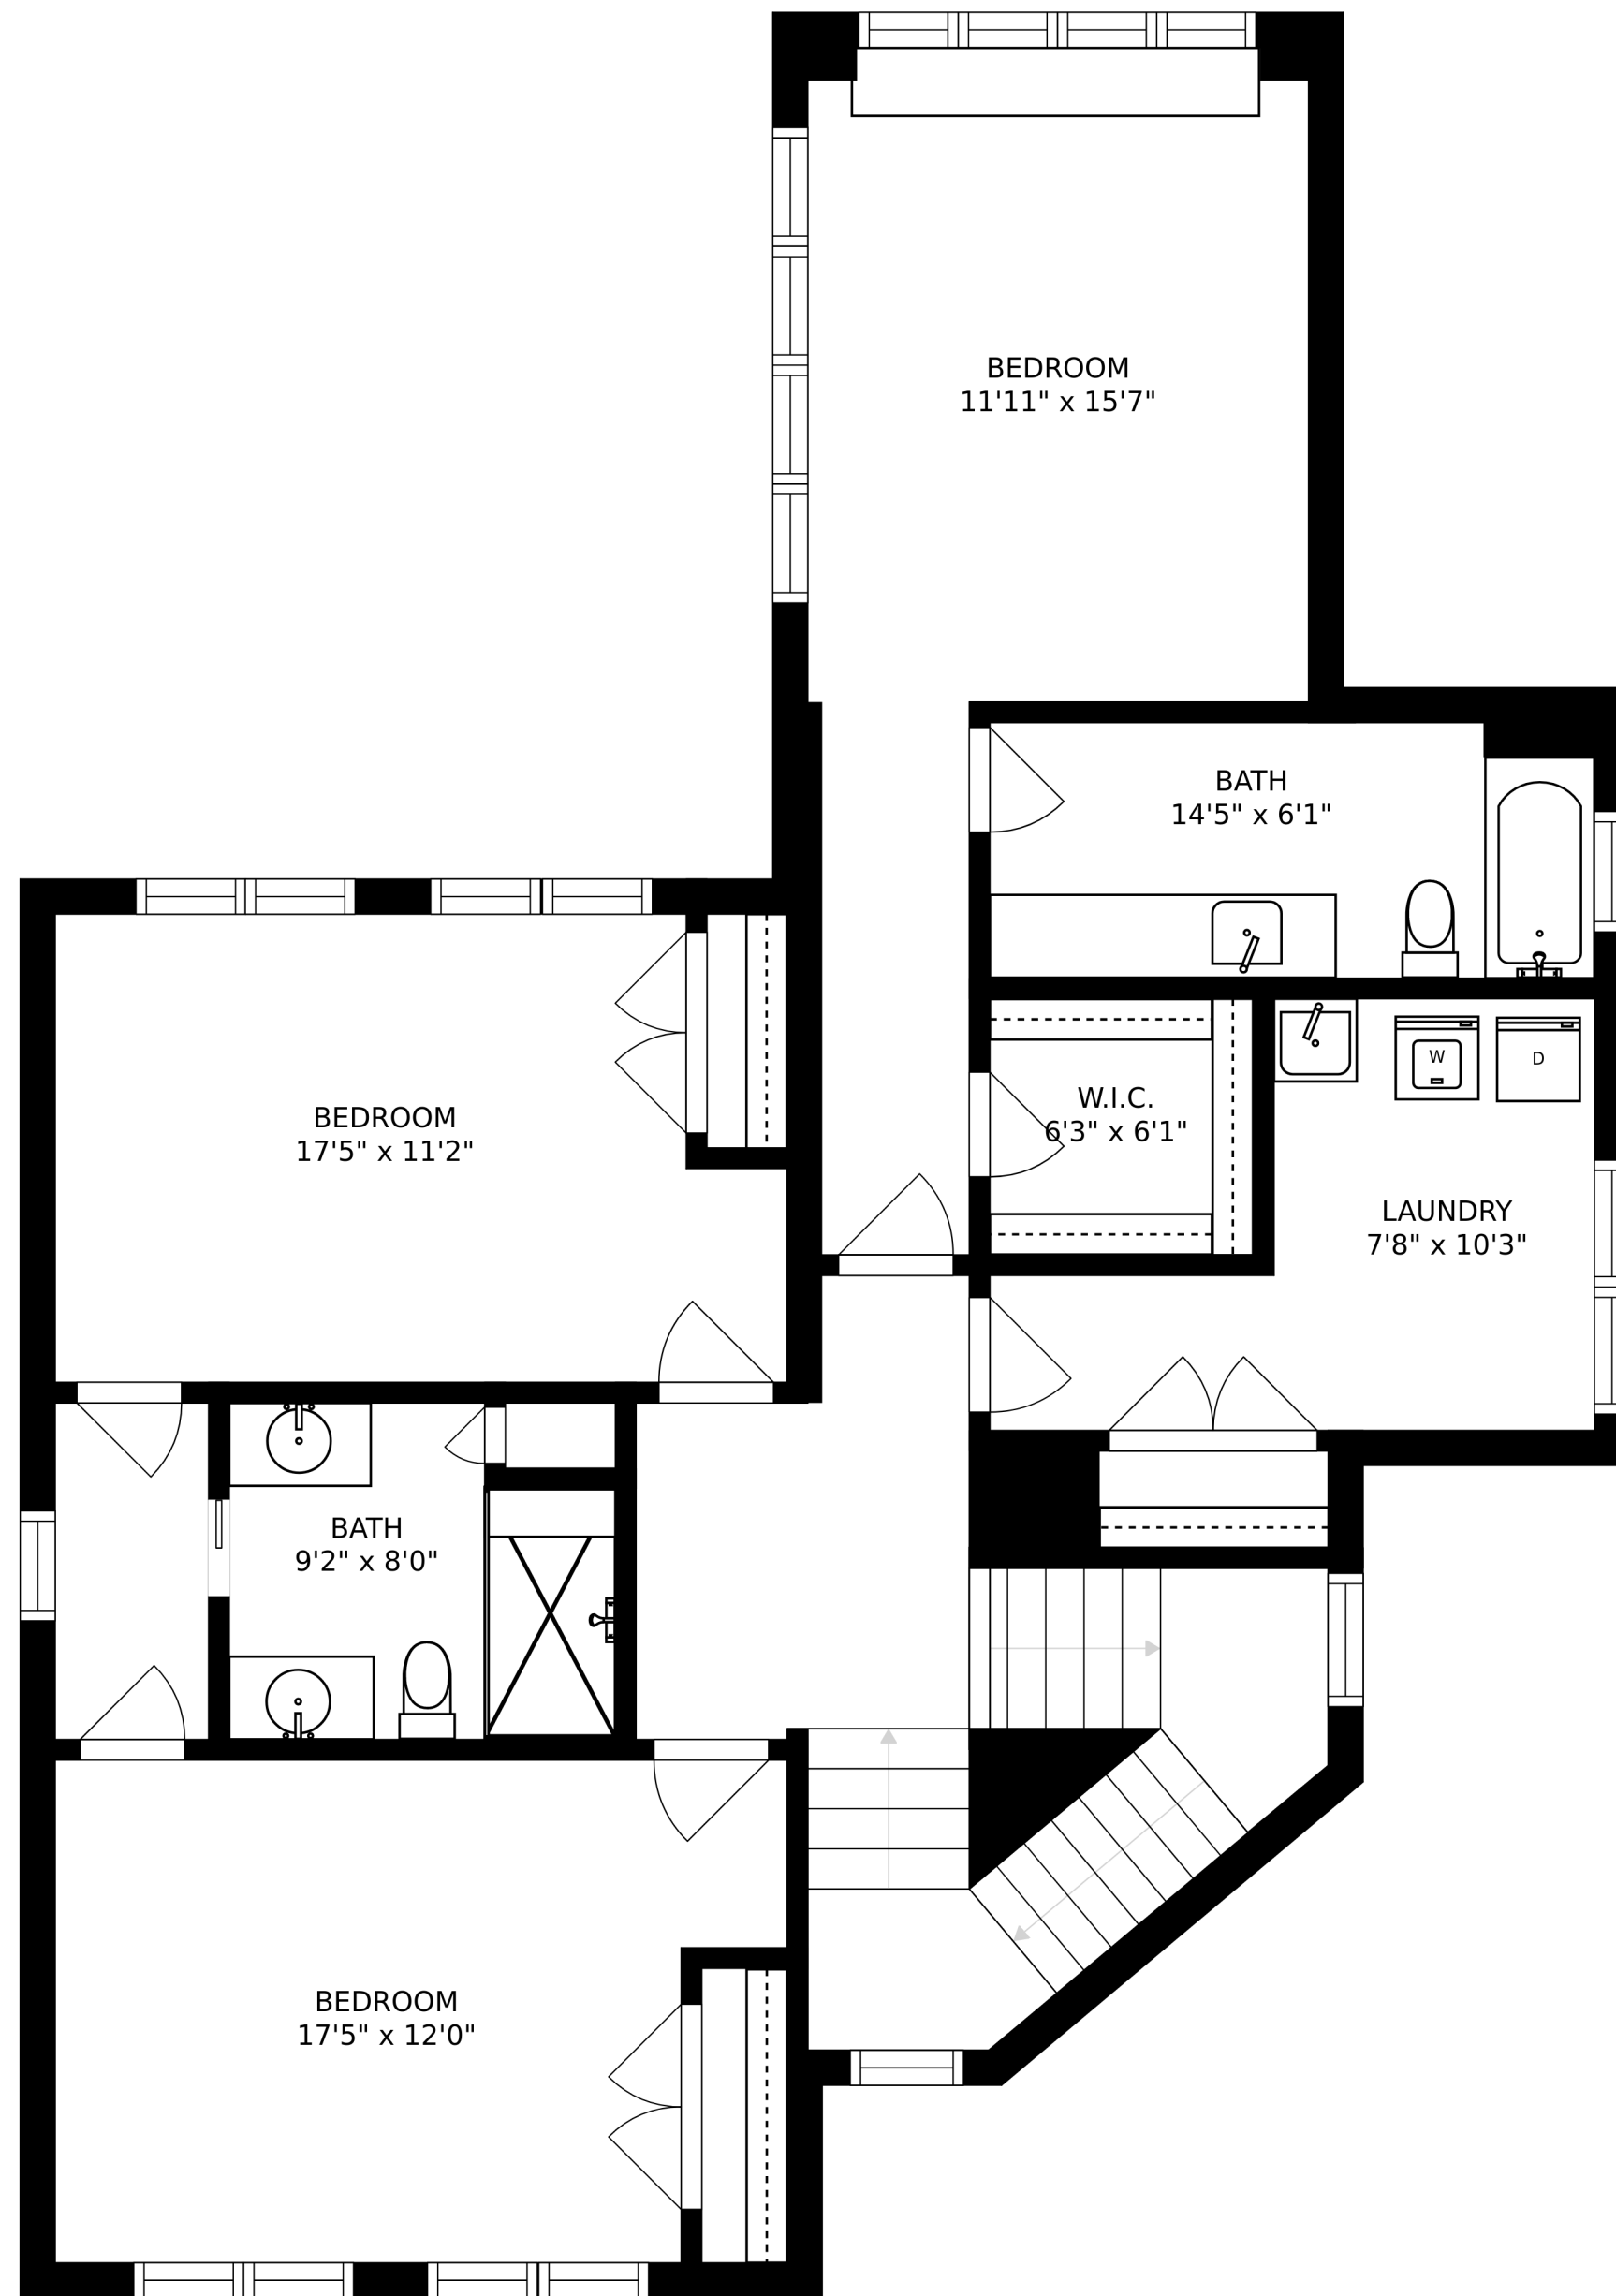 BEDROOM
11'11" x 15'7"
BATH
14'5" x 6'1"
W.I.C.
6'3" x 6'1"
W
D
LAUNDRY
7'8" x 10'3"
BEDROOM
17'5" x 11'2"
BATH
9'2" x 8'0"
BEDROOM
17'5" x 12'0"